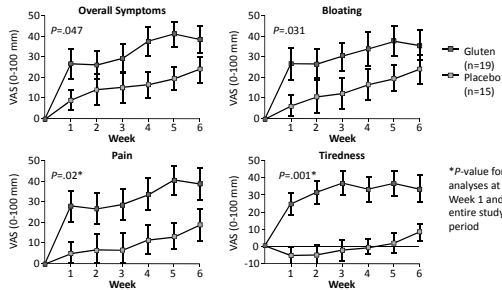 Overall Symptoms
P=.047
VAS (0-100 mm)
50
40
30
20
10
0
1 2 3 4 5 6
Week
Bloating
P=.031
VAS (0-100 mm)
50
40
30
20
10
0
1 2 3 4 5 6
Week
Gluten
(n=19)
Placebo
(n=15)
Pain
P=.02*
VAS (0-100 mm)
50
40
30
20
10
0
1 2 3 4 5 6
Week
Tiredness
P=.001*
VAS (0-100 mm)
50
40
30
20
10
0
-10
1 2 3 4 5 6
Week
*P-value for
analyses at
Week 1 and
entire study
period